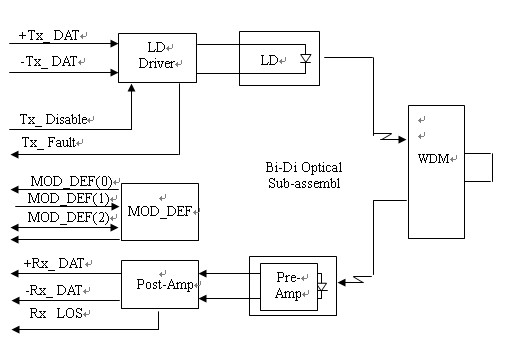 +Tx_ DAT
-Tx_ DAT
LD
Driver
LD
Tx_ Disable
Tx_ Fault
WDM
Bi-Di Optical
Sub-assembl
MOD_DEF(0)
MOD_DEF(1)
MOD_DEF(2)
MOD_DEF
+Rx_ DAT
-Rx_ DAT
Rx LOS
Post-Amp
Pre-
Amp